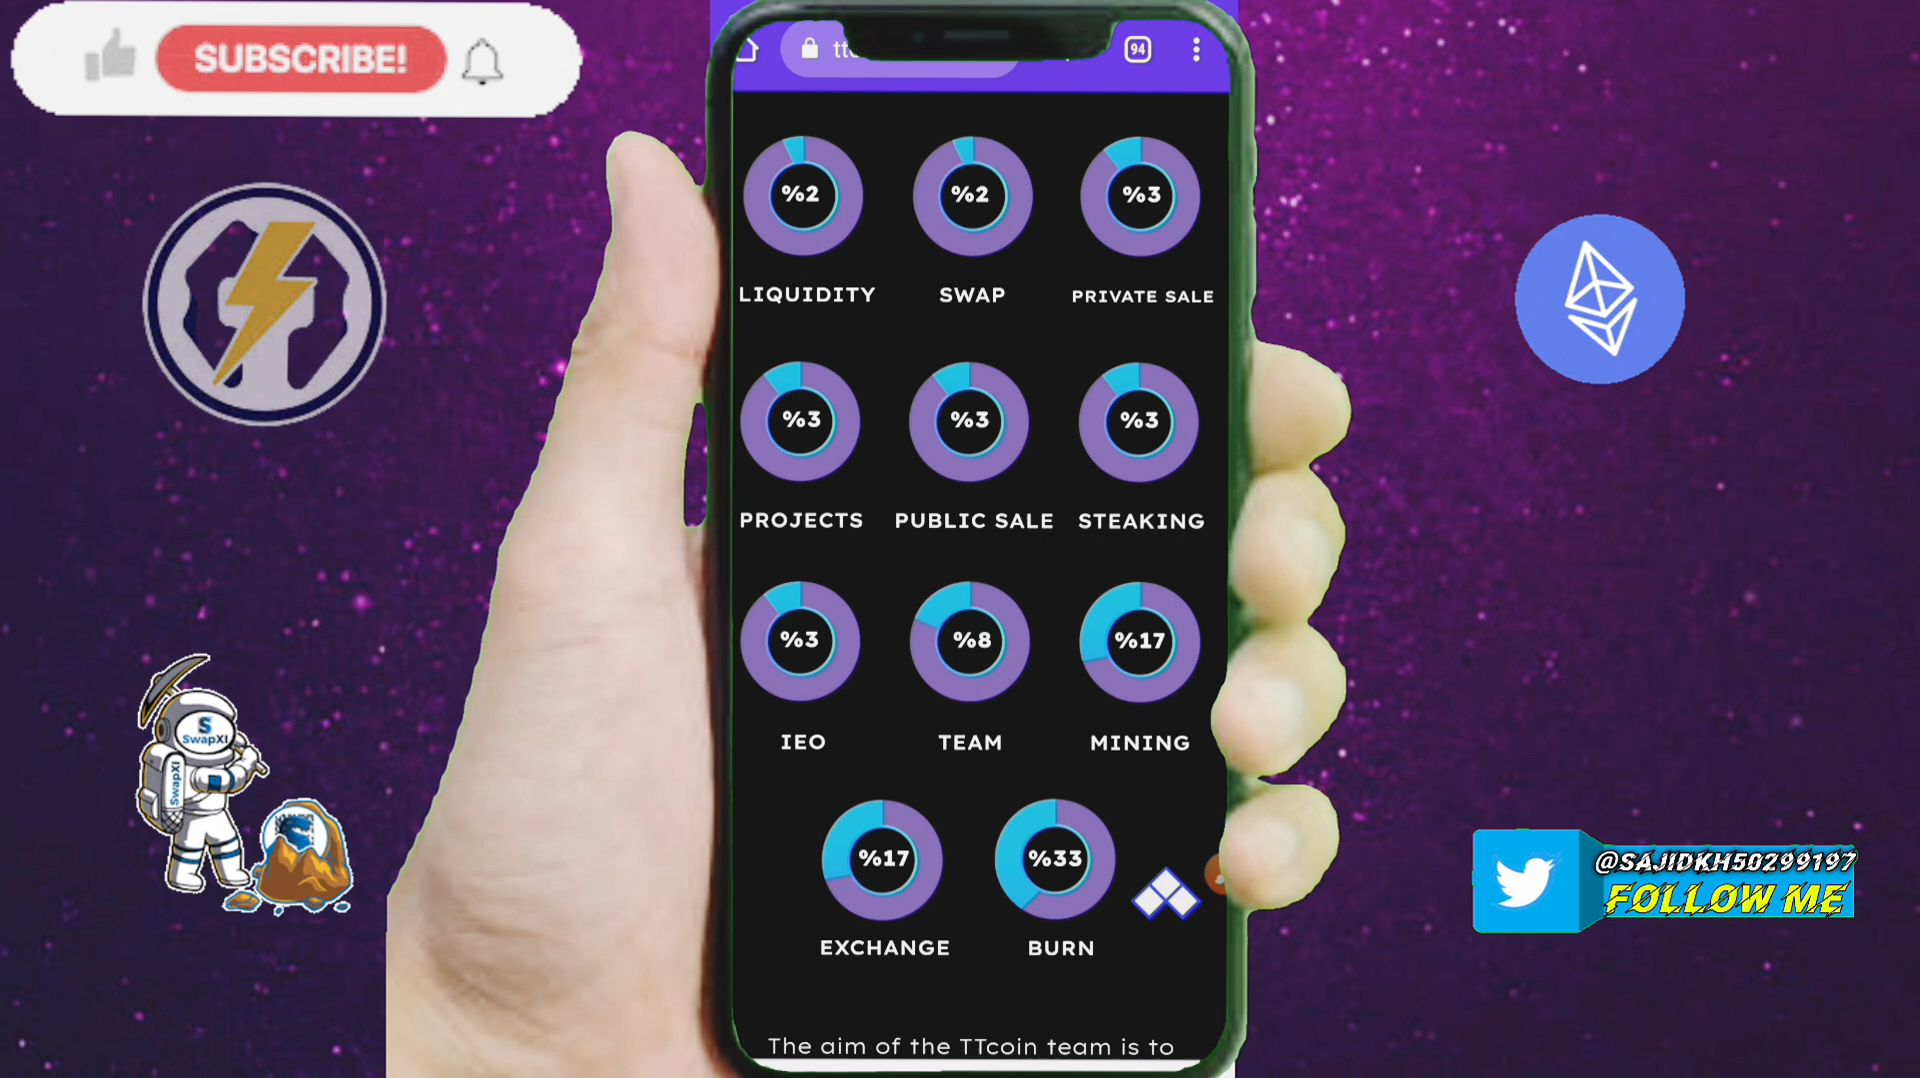 SUBSCRIBE!
94
%2
%2
%3
LIQUIDITY
SWAP
PRIVATE SALE
%3
%3
%3
PROJECTS
PUBLIC SALE
STEAKING
%3
%8
%17
IEO
TEAM
MINING
%17
%33
EXCHANGE
BURN
The aim of the TTcoin team is to
S
SwapXI
SwapXI
@SAJIDKH50299197
FOLLOW ME